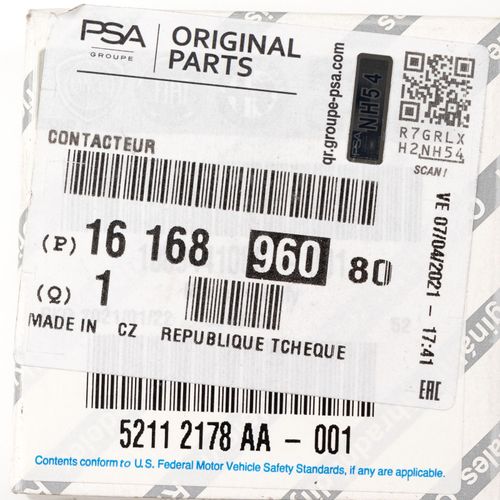 PSA
GROUPE
ORIGINAL
PARTS
qr.groupe-psa.com
PSA NH54
R7GRLX
H2NH54
SCAN!
CONTACTEUR
(P) 16 168 960 80
(Q) 1
VE 07/04/2021 - 17:41
MADE IN CZ REPUBLIQUE TCHEQUE
EAC
5211 2178 AA - 001
Contents conform to U.S. Federal Motor Vehicle Safety Standards, if any are applicable.